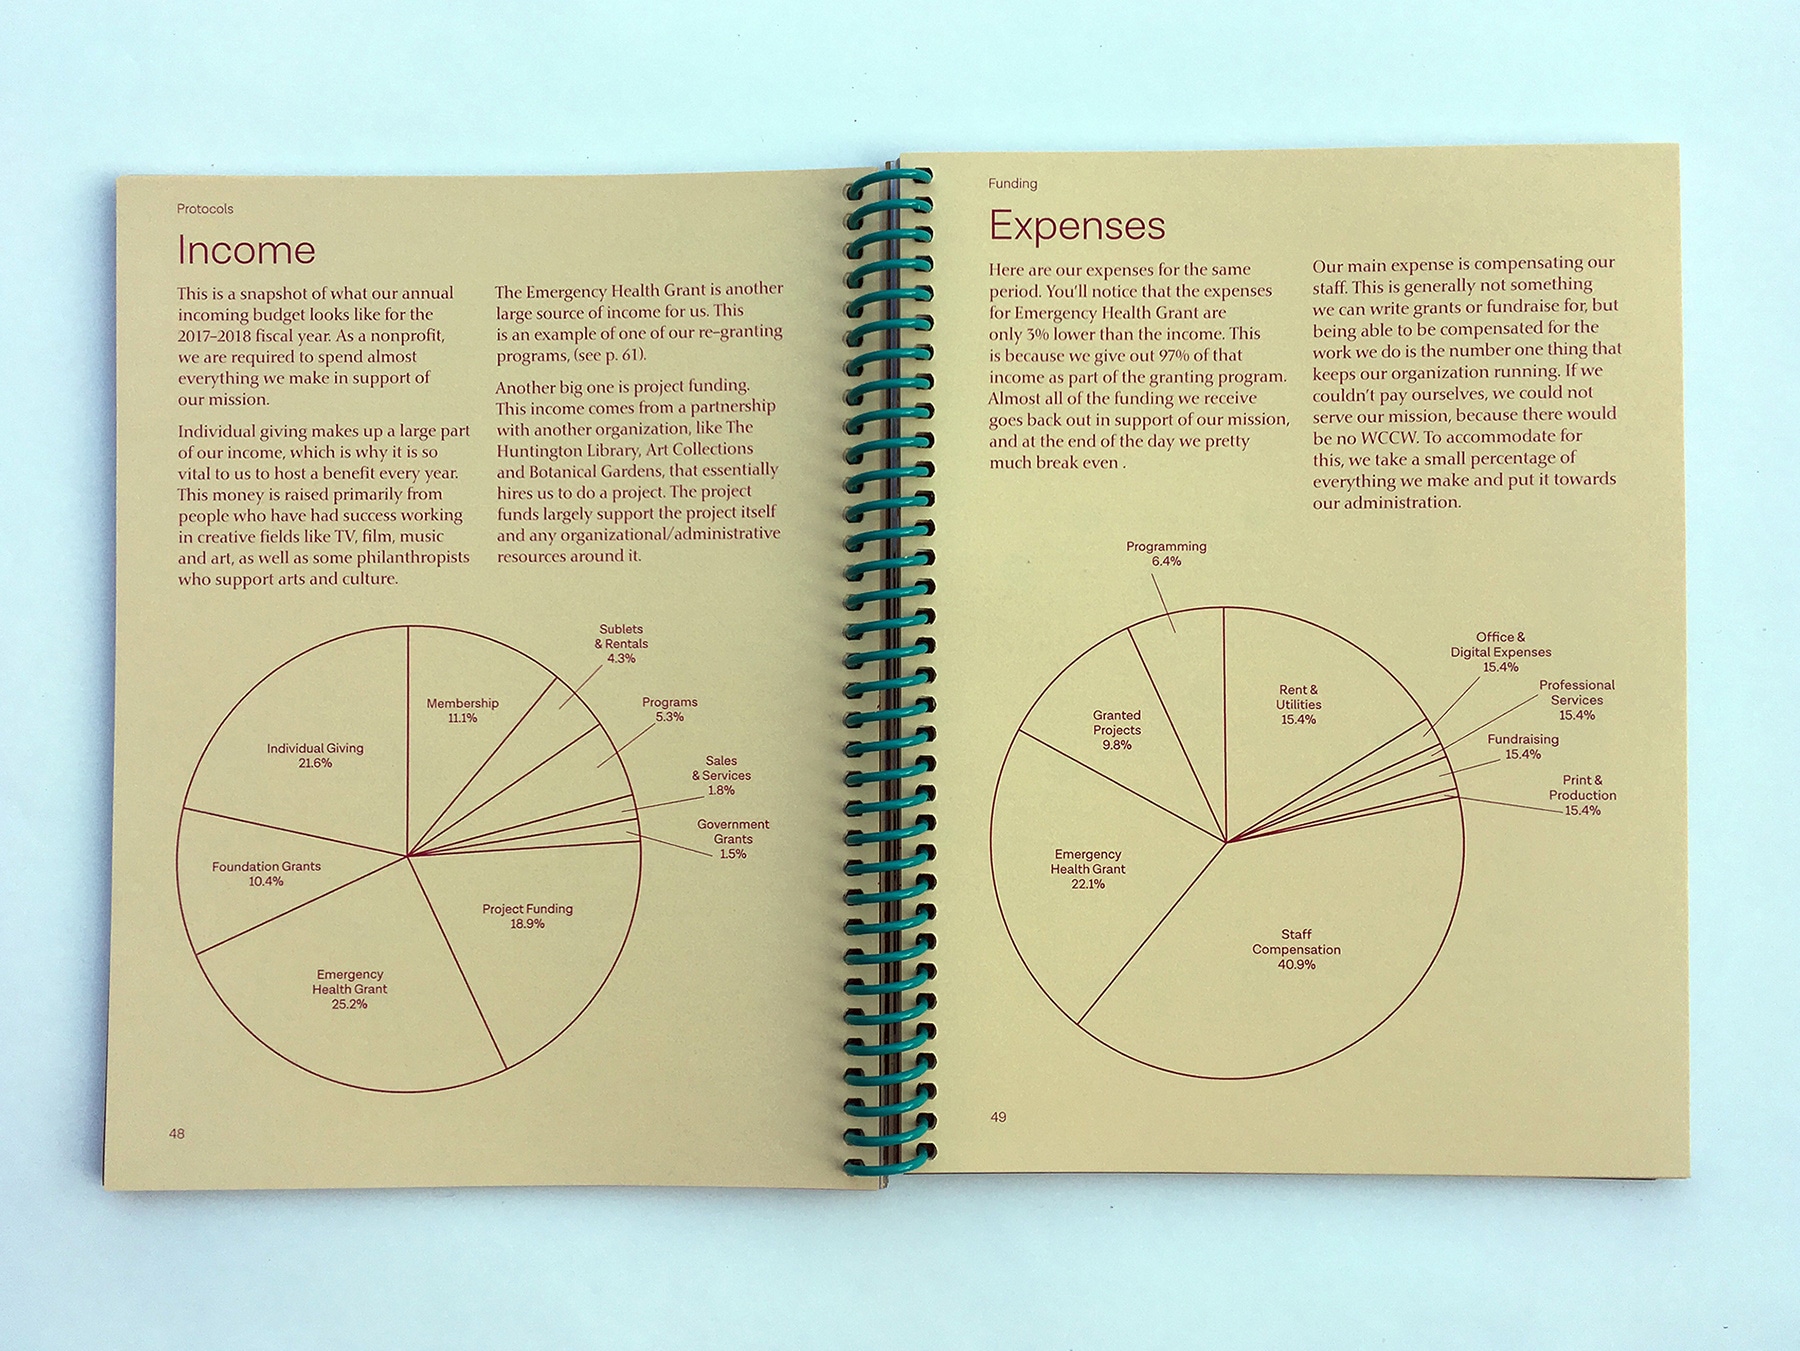 Protocols
Income
This is a snapshot of what our annual
incoming budget looks like for the
2017–2018 fiscal year. As a nonprofit,
we are required to spend almost
everything we make in support of
our mission.
Individual giving makes up a large part
of our income, which is why it is so
vital to us to host a benefit every year.
This money is raised primarily from
people who have had success working
in creative fields like TV, film, music
and art, as well as some philanthropists
who support arts and culture.
The Emergency Health Grant is another
large source of income for us. This
is an example of one of our re-granting
programs, (see p. 61).
Another big one is project funding.
This income comes from a partnership
with another organization, like The
Huntington Library, Art Collections
and Botanical Gardens, that essentially
hires us to do a project. The project
funds largely support the project itself
and any organizational/administrative
resources around it.
Sublets
& Rentals
4.3%
Membership
11.1%
Programs
5.3%
Individual Giving
21.6%
Sales
& Services
1.8%
Government
Grants
1.5%
Foundation Grants
10.4%
Project Funding
18.9%
Emergency
Health Grant
25.2%
48
Funding
Expenses
Here are our expenses for the same
period. You'll notice that the expenses
for Emergency Health Grant are
only 3% lower than the income. This
is because we give out 97% of that
income as part of the granting program.
Almost all of the funding we receive
goes back out in support of our mission,
and at the end of the day we pretty
much break even .
Our main expense is compensating our
staff. This is generally not something
we can write grants or fundraise for, but
being able to be compensated for the
work we do is the number one thing that
keeps our organization running. If we
couldn't pay ourselves, we could not
serve our mission, because there would
be no WCCW. To accommodate for
this, we take a small percentage of
everything we make and put it towards
our administration.
Programming
6.4%
Office &
Digital Expenses
15.4%
Rent &
Utilities
15.4%
Professional
Services
15.4%
Granted
Projects
9.8%
Fundraising
15.4%
Print &
Production
15.4%
Emergency
Health Grant
22.1%
Staff
Compensation
40.9%
49